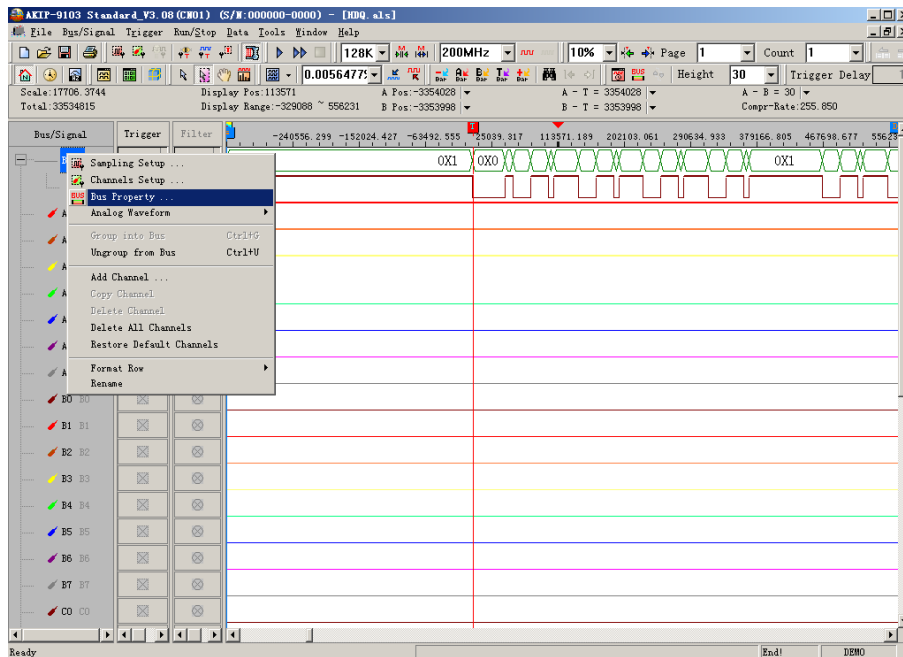 AKIP-9103 Standard_V3.08(CN01) (S/N:000000-0000) - [HDQ.als]
File Bus/Signal Trigger Run/Stop Data Tools Window Help
128K 200MHz 10% Page 1 Count 1
0.0056477 Height 30 Trigger Delay
Scale:17706.3744 Display Pos:113571 A Pos:-3354028 A - T = 3354028 A - B = 30
Total:33534815 Display Range:-329088 ~ 556231 B Pos:-3353998 B - T = 3353998 Compr-Rate:255.850
Bus/Signal Trigger Filter -240556.299 -152024.427 -63492.555 25039.317 113571.189 202103.061 290634.933 379166.805 467698.677 5562
0X1 0X0 0X1
Sampling Setup ...
Channels Setup ...
Bus Property ...
Analog Waveform
Group into Bus Ctrl+G
Ungroup from Bus Ctrl+U
Add Channel ...
Copy Channel
Delete Channel
Delete All Channels
Restore Default Channels
Format Row
Rename
B0 B0
B1 B1
B2 B2
B3 B3
B4 B4
B5 B5
B6 B6
B7 B7
C0 C0
Ready End! DEMO